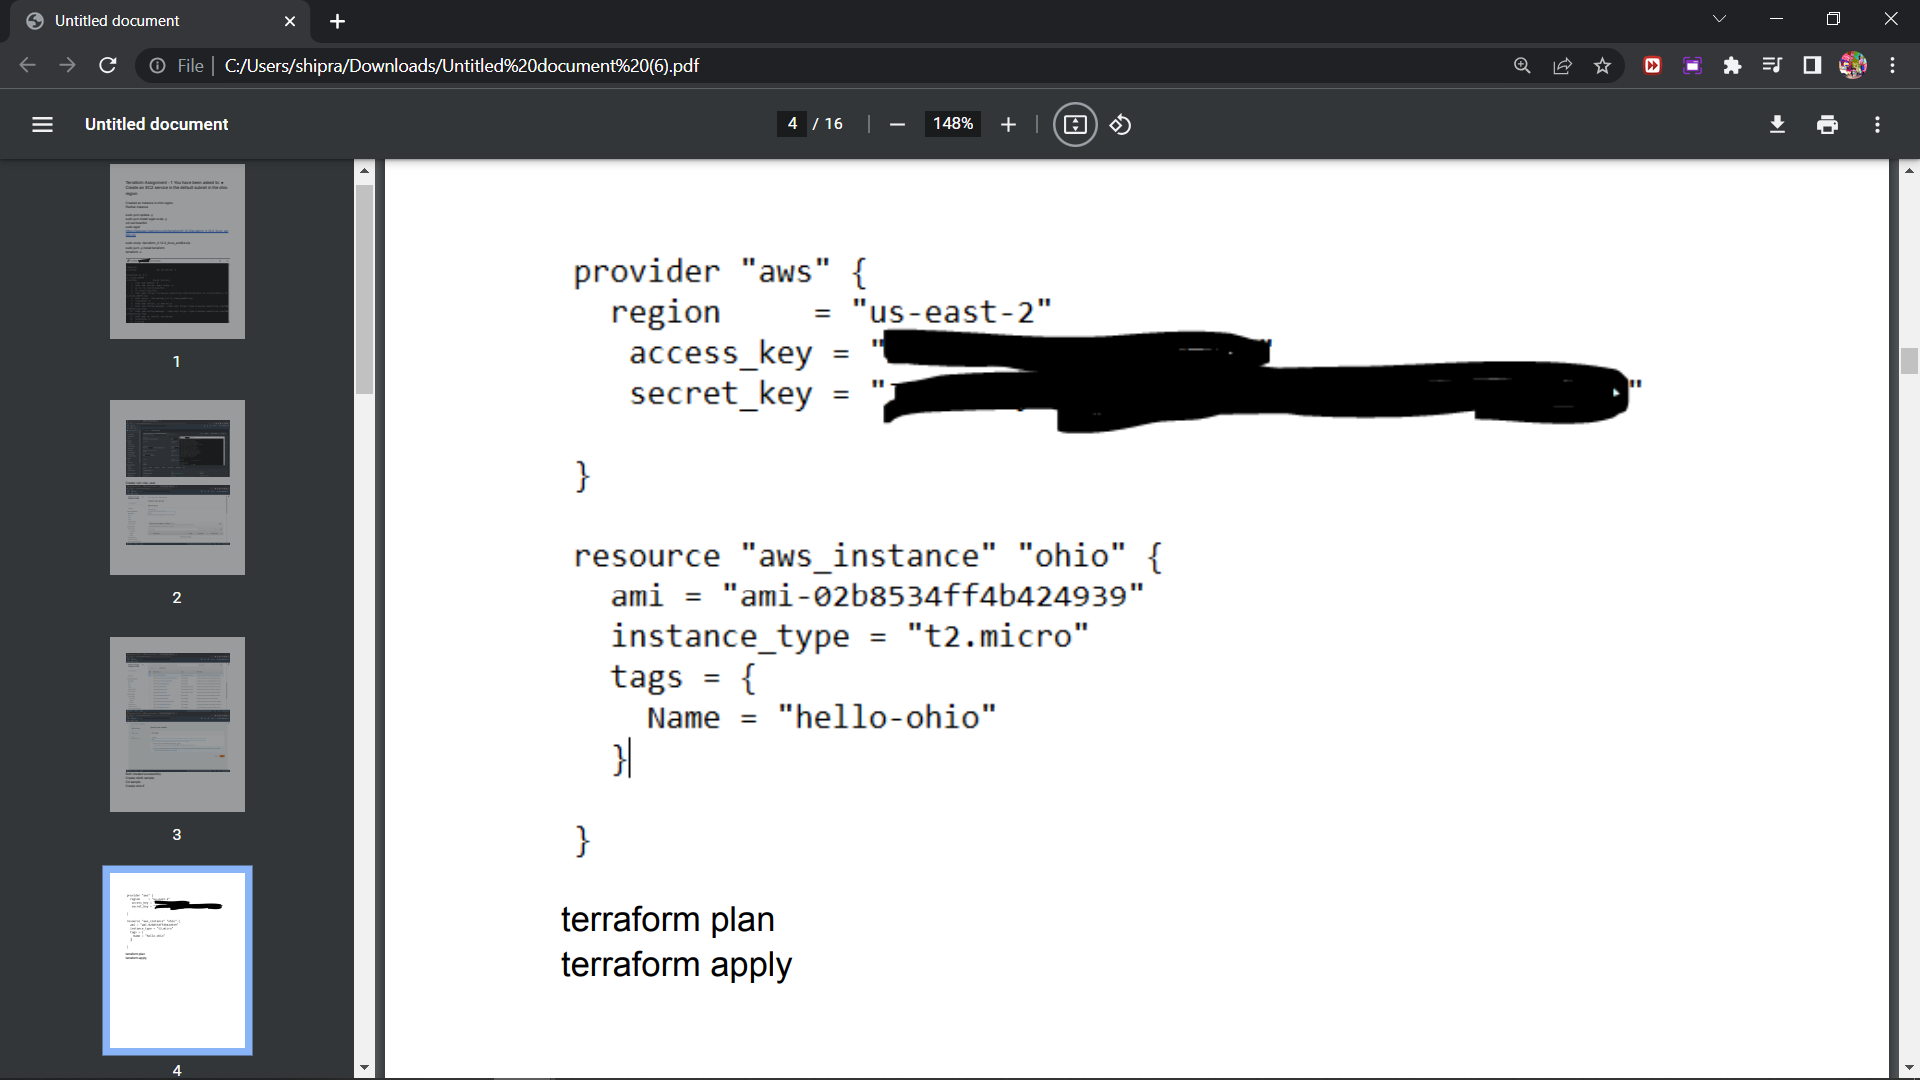 Untitled document
File
C:/Users/shipra/Downloads/Untitled%20document%20(6).pdf
Untitled document
4 / 16
148%
1
2
3
4
provider "aws" {
region = "us-east-2"
access_key = " "
secret_key = " "
}
resource "aws_instance" "ohio" {
ami = "ami-02b8534ff4b424939"
instance_type = "t2.micro"
tags = {
Name = "hello-ohio"
}
}
terraform plan
terraform apply